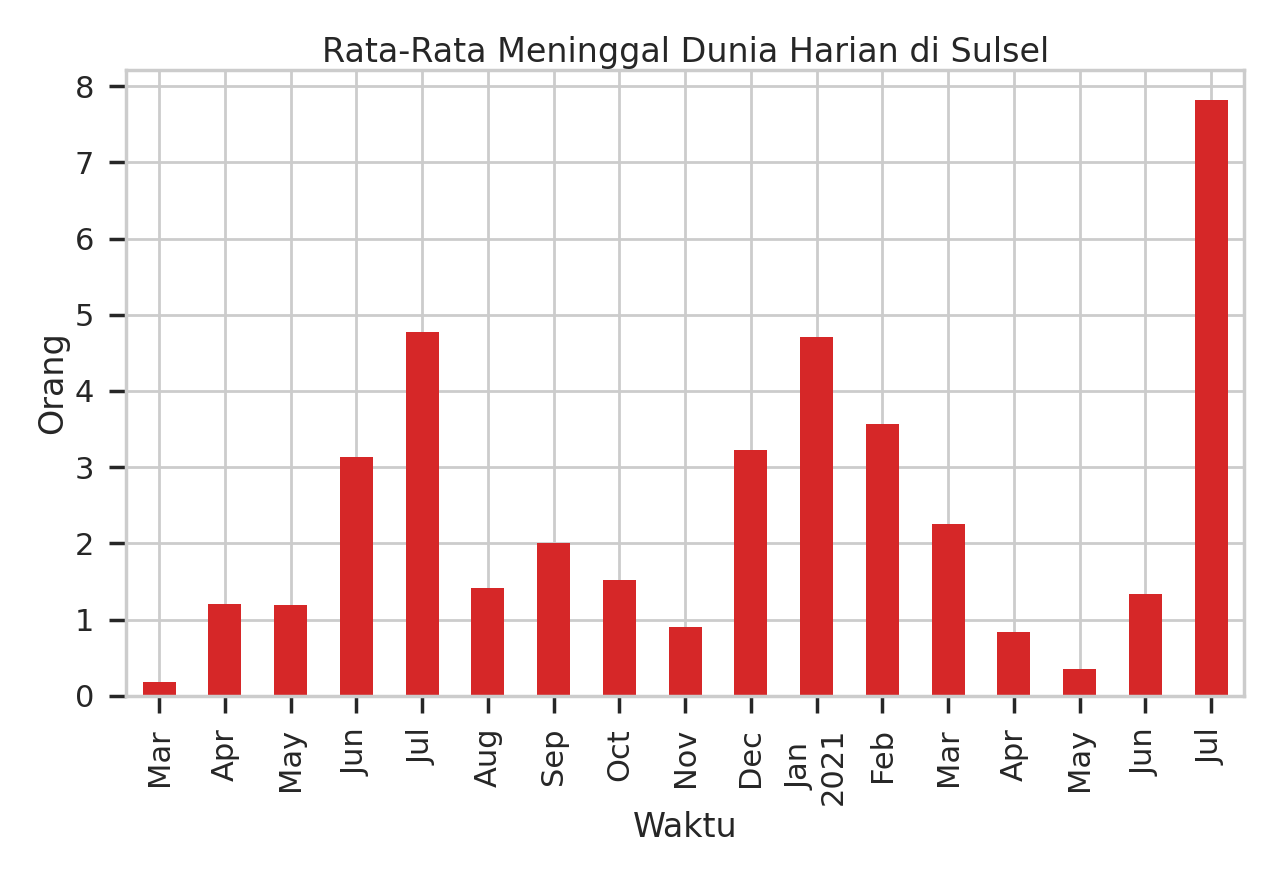 Rata-Rata Meninggal Dunia Harian di Sulsel
8
7
6
5
4
3
2
1
0
Orang
Mar
Apr
May
Jun
Jul
Aug
Sep
Oct
Nov
Dec
Jan
2021
Feb
Mar
Apr
May
Jun
Jul
Waktu